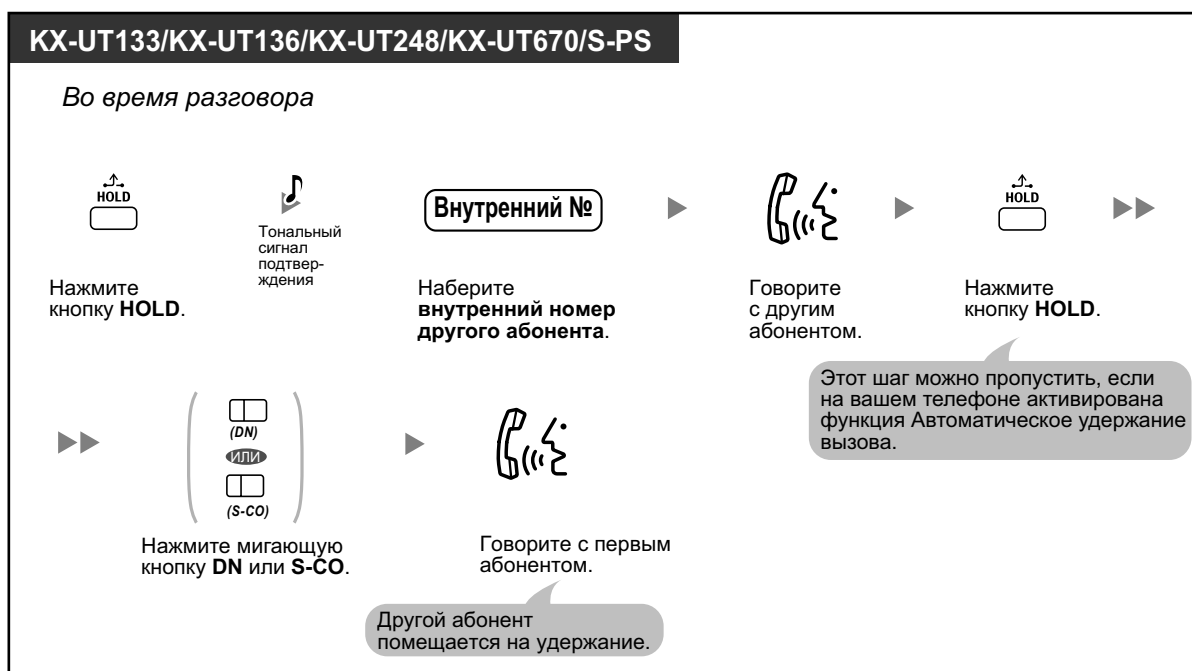 KX-UT133/KX-UT136/KX-UT248/KX-UT670/S-PS
Во время разговора
HOLD
Нажмите
кнопку HOLD.
Тональный
сигнал
подтвер-
ждения
Внутренний №
Наберите
внутренний номер
другого абонента.
Говорите
с другим
абонентом.
HOLD
Нажмите
кнопку HOLD.
Этот шаг можно пропустить, если
на вашем телефоне активирована
функция Автоматическое удержание
вызова.
(DN)
ИЛИ
(S-CO)
Нажмите мигающую
кнопку DN или S-CO.
Говорите с первым
абонентом.
Другой абонент
помещается на удержание.